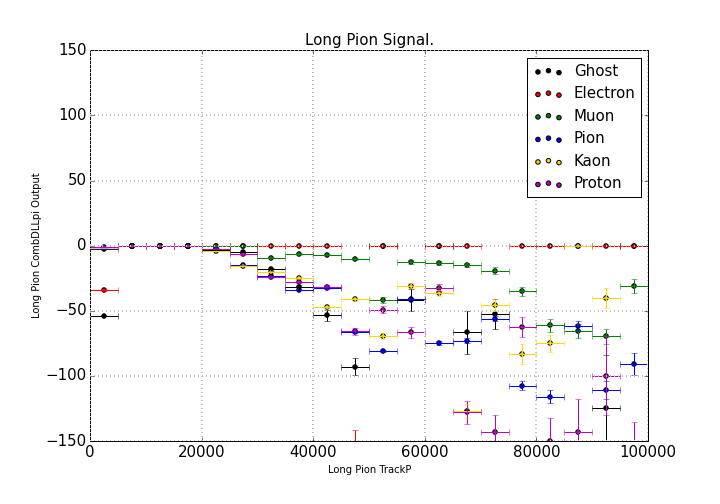 Long Pion Signal.
150
100
50
0
−50
−100
−150
Long Pion CombDLLpi Output
Ghost
Electron
Muon
Pion
Kaon
Proton
0
20000
40000
60000
80000
100000
Long Pion TrackP